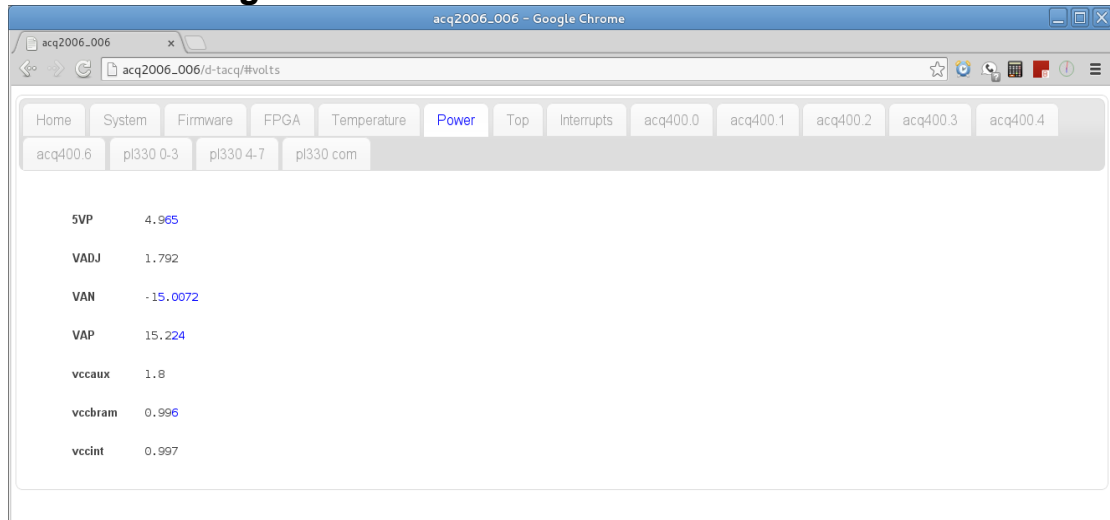 acq2006_006 - Google Chrome
acq2006_006
acq2006_006/d-tacq/#volts
Home System Firmware FPGA Temperature Power Top Interrupts acq400.0 acq400.1 acq400.2 acq400.3 acq400.4
acq400.6 pl330 0-3 pl330 4-7 pl330 com
5VP 4.965
VADJ 1.792
VAN -15.0072
VAP 15.224
vccaux 1.8
vccbram 0.996
vccint 0.997